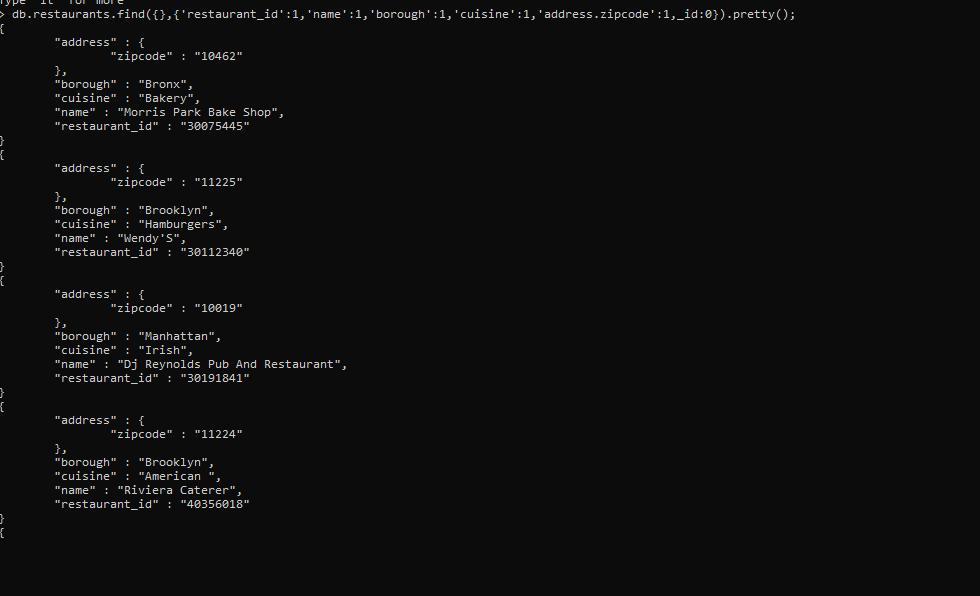 Type "it" for more
> db.restaurants.find({},{'restaurant_id':1,'name':1,'borough':1,'cuisine':1,'address.zipcode':1,_id:0}).pretty();
{
        "address" : {
                "zipcode" : "10462"
        },
        "borough" : "Bronx",
        "cuisine" : "Bakery",
        "name" : "Morris Park Bake Shop",
        "restaurant_id" : "30075445"
}
{
        "address" : {
                "zipcode" : "11225"
        },
        "borough" : "Brooklyn",
        "cuisine" : "Hamburgers",
        "name" : "Wendy'S",
        "restaurant_id" : "30112340"
}
{
        "address" : {
                "zipcode" : "10019"
        },
        "borough" : "Manhattan",
        "cuisine" : "Irish",
        "name" : "Dj Reynolds Pub And Restaurant",
        "restaurant_id" : "30191841"
}
{
        "address" : {
                "zipcode" : "11224"
        },
        "borough" : "Brooklyn",
        "cuisine" : "American ",
        "name" : "Riviera Caterer",
        "restaurant_id" : "40356018"
}
{